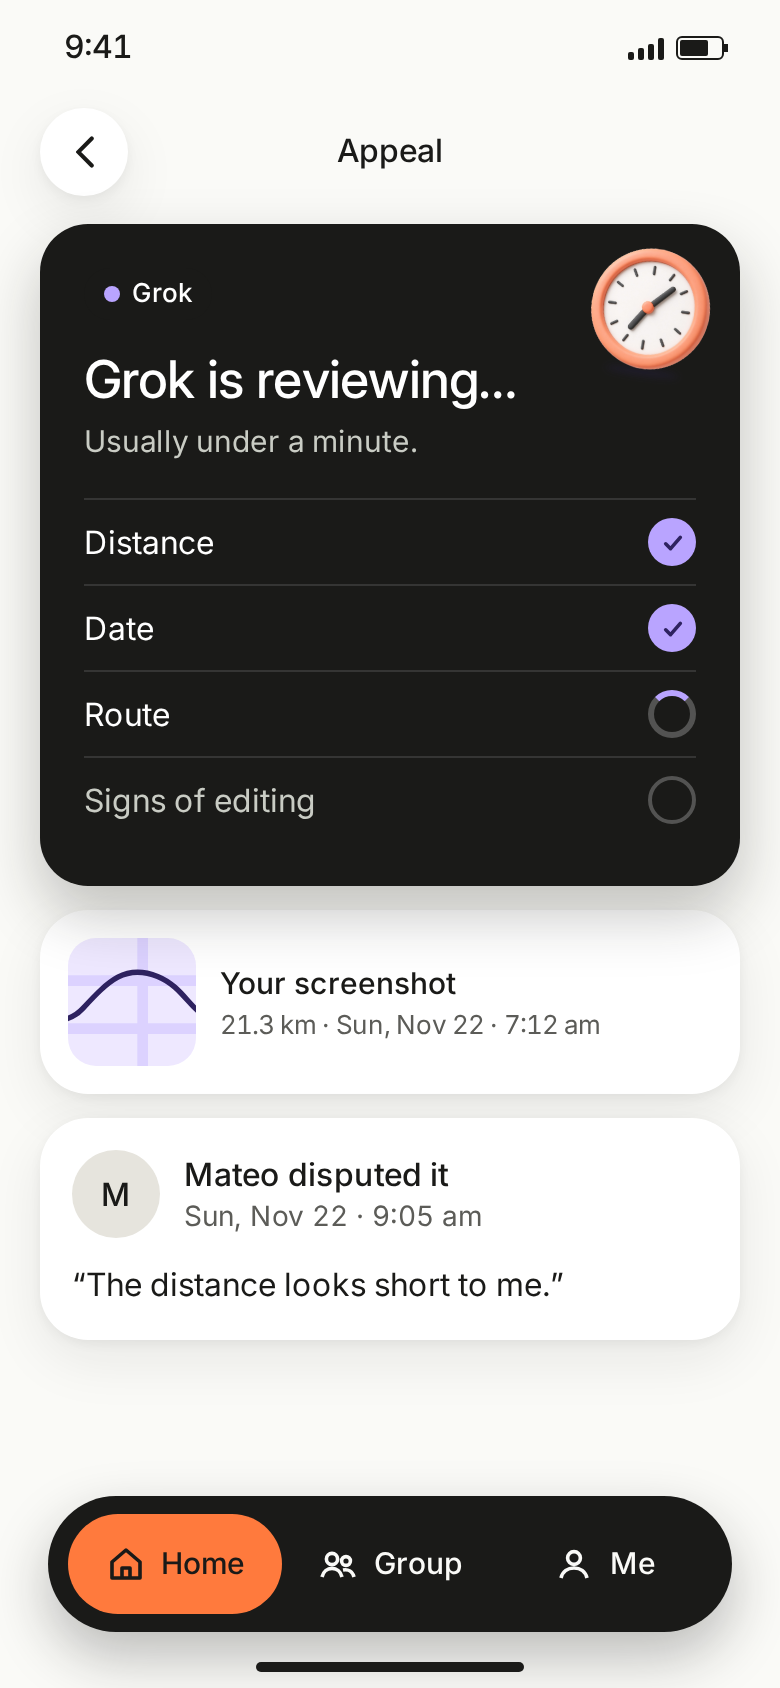 9:41
Appeal
Grok
Grok is reviewing...
Usually under a minute.
Distance
Date
Route
Signs of editing
Your screenshot
21.3 km · Sun, Nov 22 · 7:12 am
M
Mateo disputed it
Sun, Nov 22 · 9:05 am
“The distance looks short to me.”
Home
Group
Me